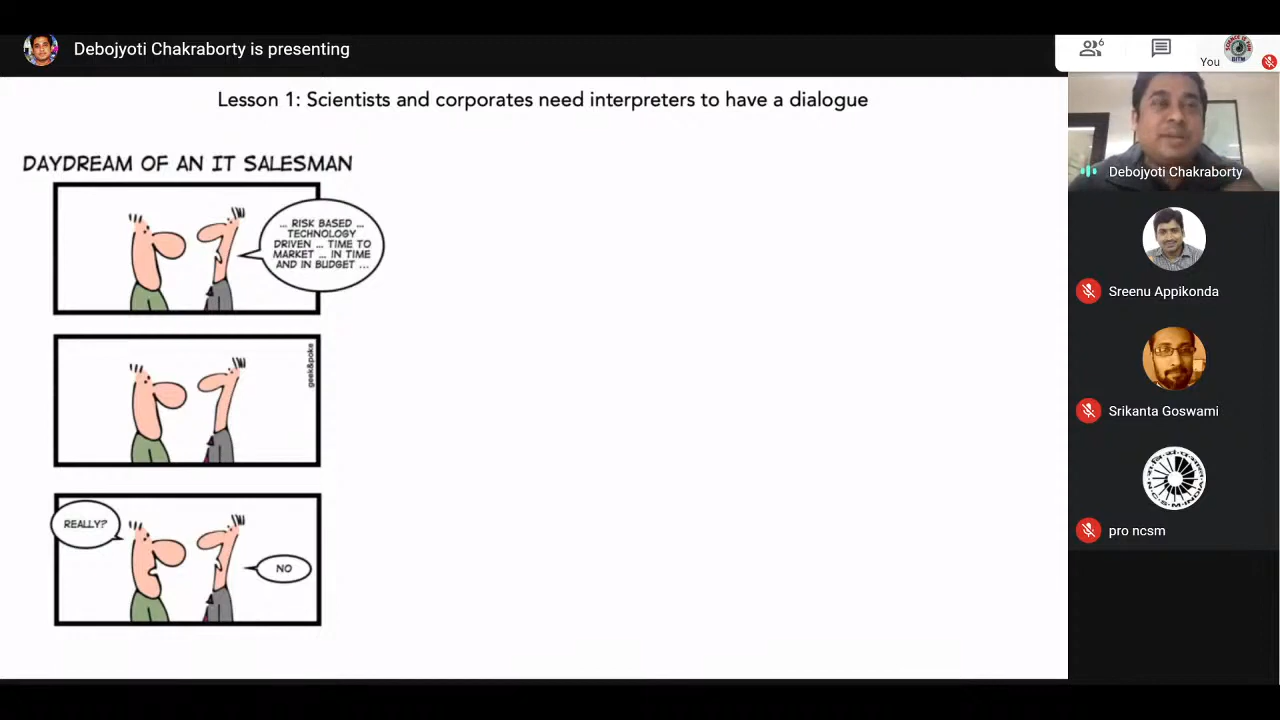 Debojyoti Chakraborty is presenting
6
You
Lesson 1: Scientists and corporates need interpreters to have a dialogue
DAYDREAM OF AN IT SALESMAN
... RISK BASED ...
TECHNOLOGY
DRIVEN ... TIME TO
MARKET ... IN TIME
AND IN BUDGET ...
geek&poke
REALLY?
NO
Debojyoti Chakraborty
Sreenu Appikonda
Srikanta Goswami
pro ncsm